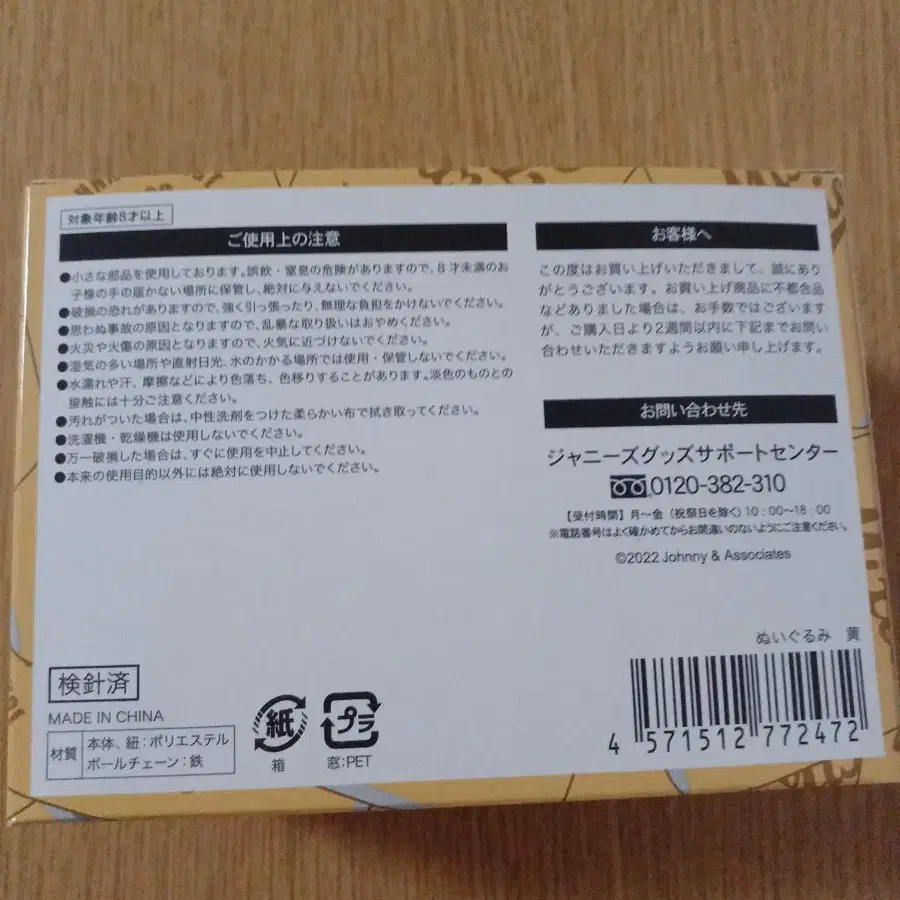 対象年齢8才以上
ご使用上の注意
●小さな部品を使用しております。誤飲・窒息の危険がありますので、8才未満のお
子様の手の届かない場所に保管し、絶対に与えないでください。
●破損の恐れがありますので、強く引っ張ったり、無理な負担をかけないでください。
●思わぬ事故の原因となりますので、乱暴な取り扱いはおやめください。
●火災や火傷の原因となりますので、火気に近づけないでください。
●湿気の多い場所や直射日光、水のかかる場所では使用・保管しないでください。
●水濡れや汗、摩擦などにより色落ち、色移りすることがあります。淡色のものとの
接触には十分ご注意ください。
●汚れがついた場合は、中性洗剤をつけた柔らかい布で拭き取ってください。
●洗濯機・乾燥機は使用しないでください。
●万一破損した場合は、すぐに使用を中止してください。
●本来の使用目的以外には絶対に使用しないでください。
お客様へ
この度はお買い上げいただきまして、誠にあり
がとうございます。お買い上げ商品に不都合品
などありました場合は、お手数ではございます
が、ご購入日より2週間以内に下記までお問い
合わせいただきますようお願い申し上げます。
お問い合わせ先
ジャニーズグッズサポートセンター
0120-382-310
【受付時間】月〜金(祝祭日を除く)10:00〜18:00
※電話番号はよく確かめてからお間違いのないようにご注意ください。
©2022 Johnny & Associates
検針済
MADE IN CHINA
材質
本体、紐:ポリエステル
ボールチェーン:鉄
紙
箱
プラ
窓:PET
ぬいぐるみ 黄
4 571512 772472